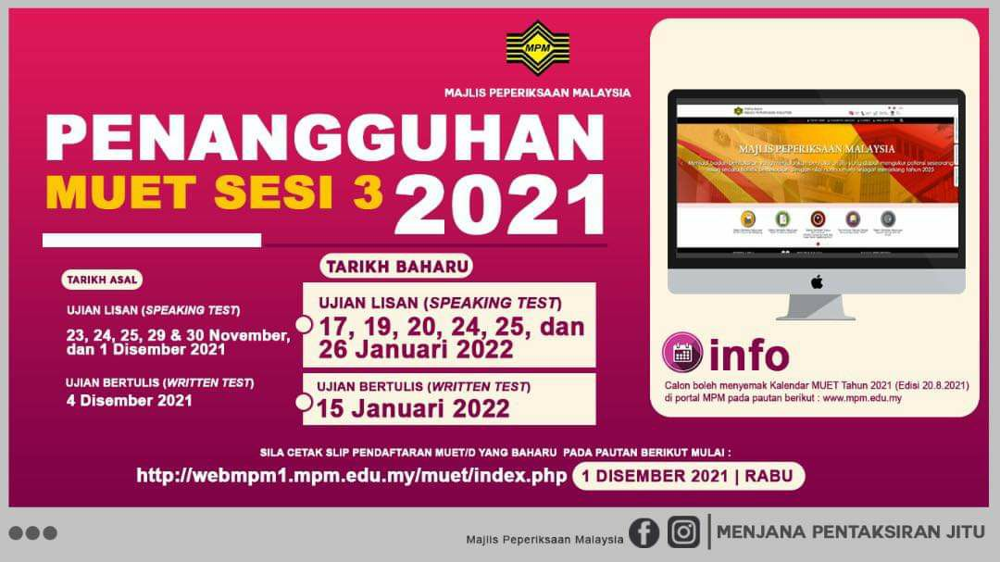 MPM
MAJLIS PEPERIKSAAN MALAYSIA
PENANGGUHAN
MUET SESI 3 2021
TARIKH ASAL
UJIAN LISAN (SPEAKING TEST)
23, 24, 25, 29 & 30 November,
dan 1 Disember 2021
UJIAN BERTULIS (WRITTEN TEST)
4 Disember 2021
TARIKH BAHARU
UJIAN LISAN (SPEAKING TEST)
17, 19, 20, 24, 25, dan
26 Januari 2022
UJIAN BERTULIS (WRITTEN TEST)
15 Januari 2022
MAJLIS PEPERIKSAAN MALAYSIA
info
Calon boleh menyemak Kalendar MUET Tahun 2021 (Edisi 20.8.2021)
di portal MPM pada pautan berikut : www.mpm.edu.my
SILA CETAK SLIP PENDAFTARAN MUET/D YANG BAHARU PADA PAUTAN BERIKUT MULAI :
http://webmpm1.mpm.edu.my/muet/index.php 1 DISEMBER 2021 | RABU
Majlis Peperiksaan Malaysia
MENJANA PENTAKSIRAN JITU